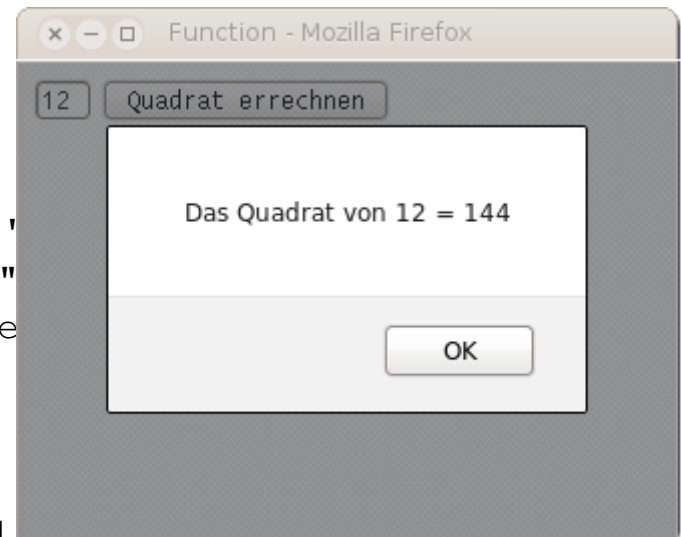 Function - Mozilla Firefox
12 Quadrat errechnen
Das Quadrat von 12 = 144
OK